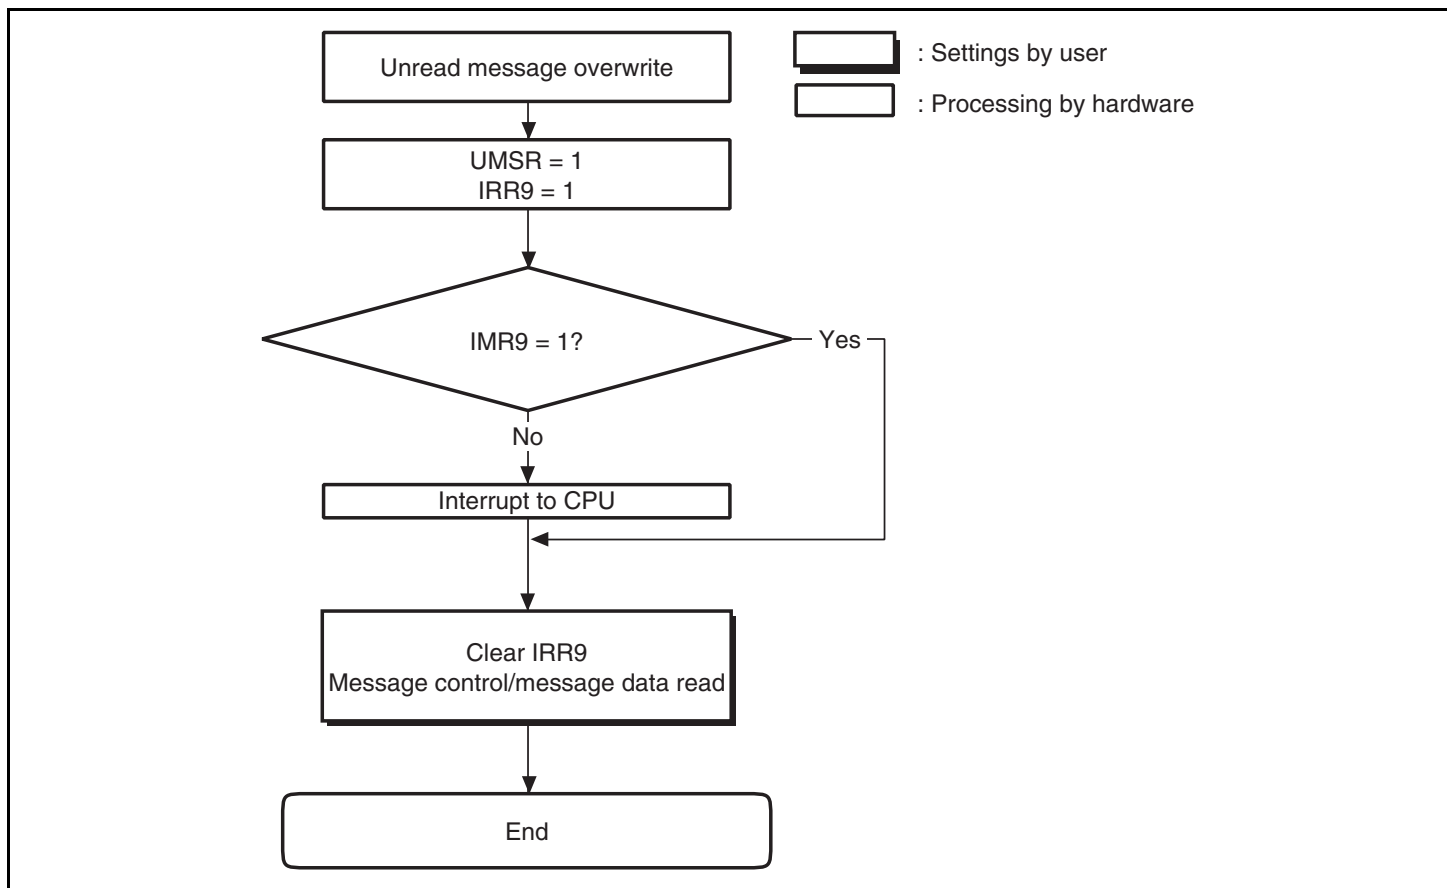 Unread message overwrite
: Settings by user
: Processing by hardware
UMSR = 1
IRR9 = 1
IMR9 = 1?
Yes
No
Interrupt to CPU
Clear IRR9
Message control/message data read
End